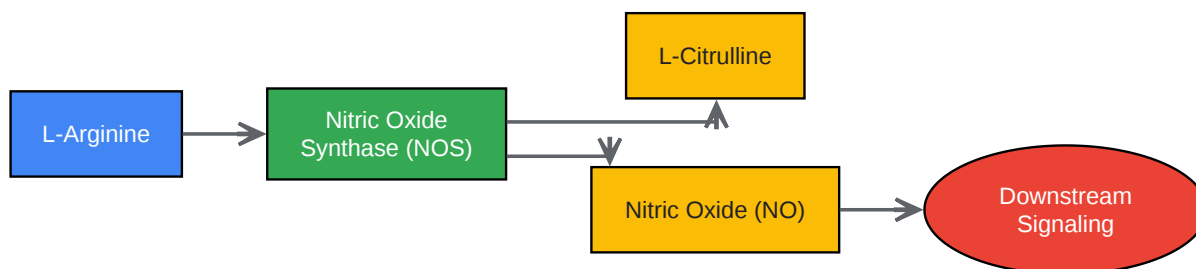 L-Arginine
Nitric Oxide
Synthase (NOS)
L-Citrulline
Nitric Oxide (NO)
Downstream
Signaling